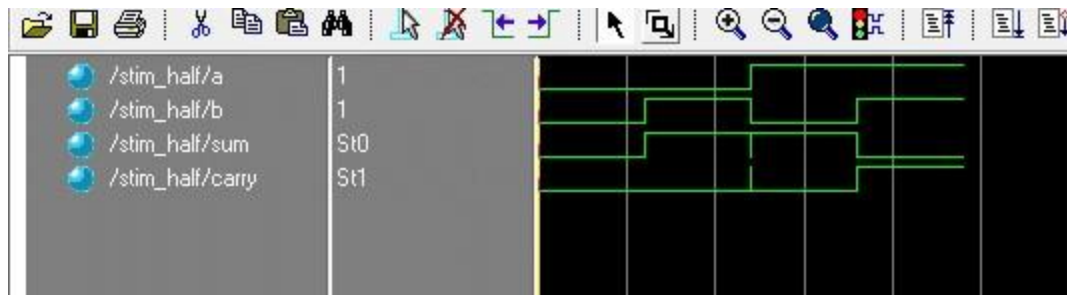 /stim_half/a 1
/stim_half/b 1
/stim_half/sum St0
/stim_half/carry St1